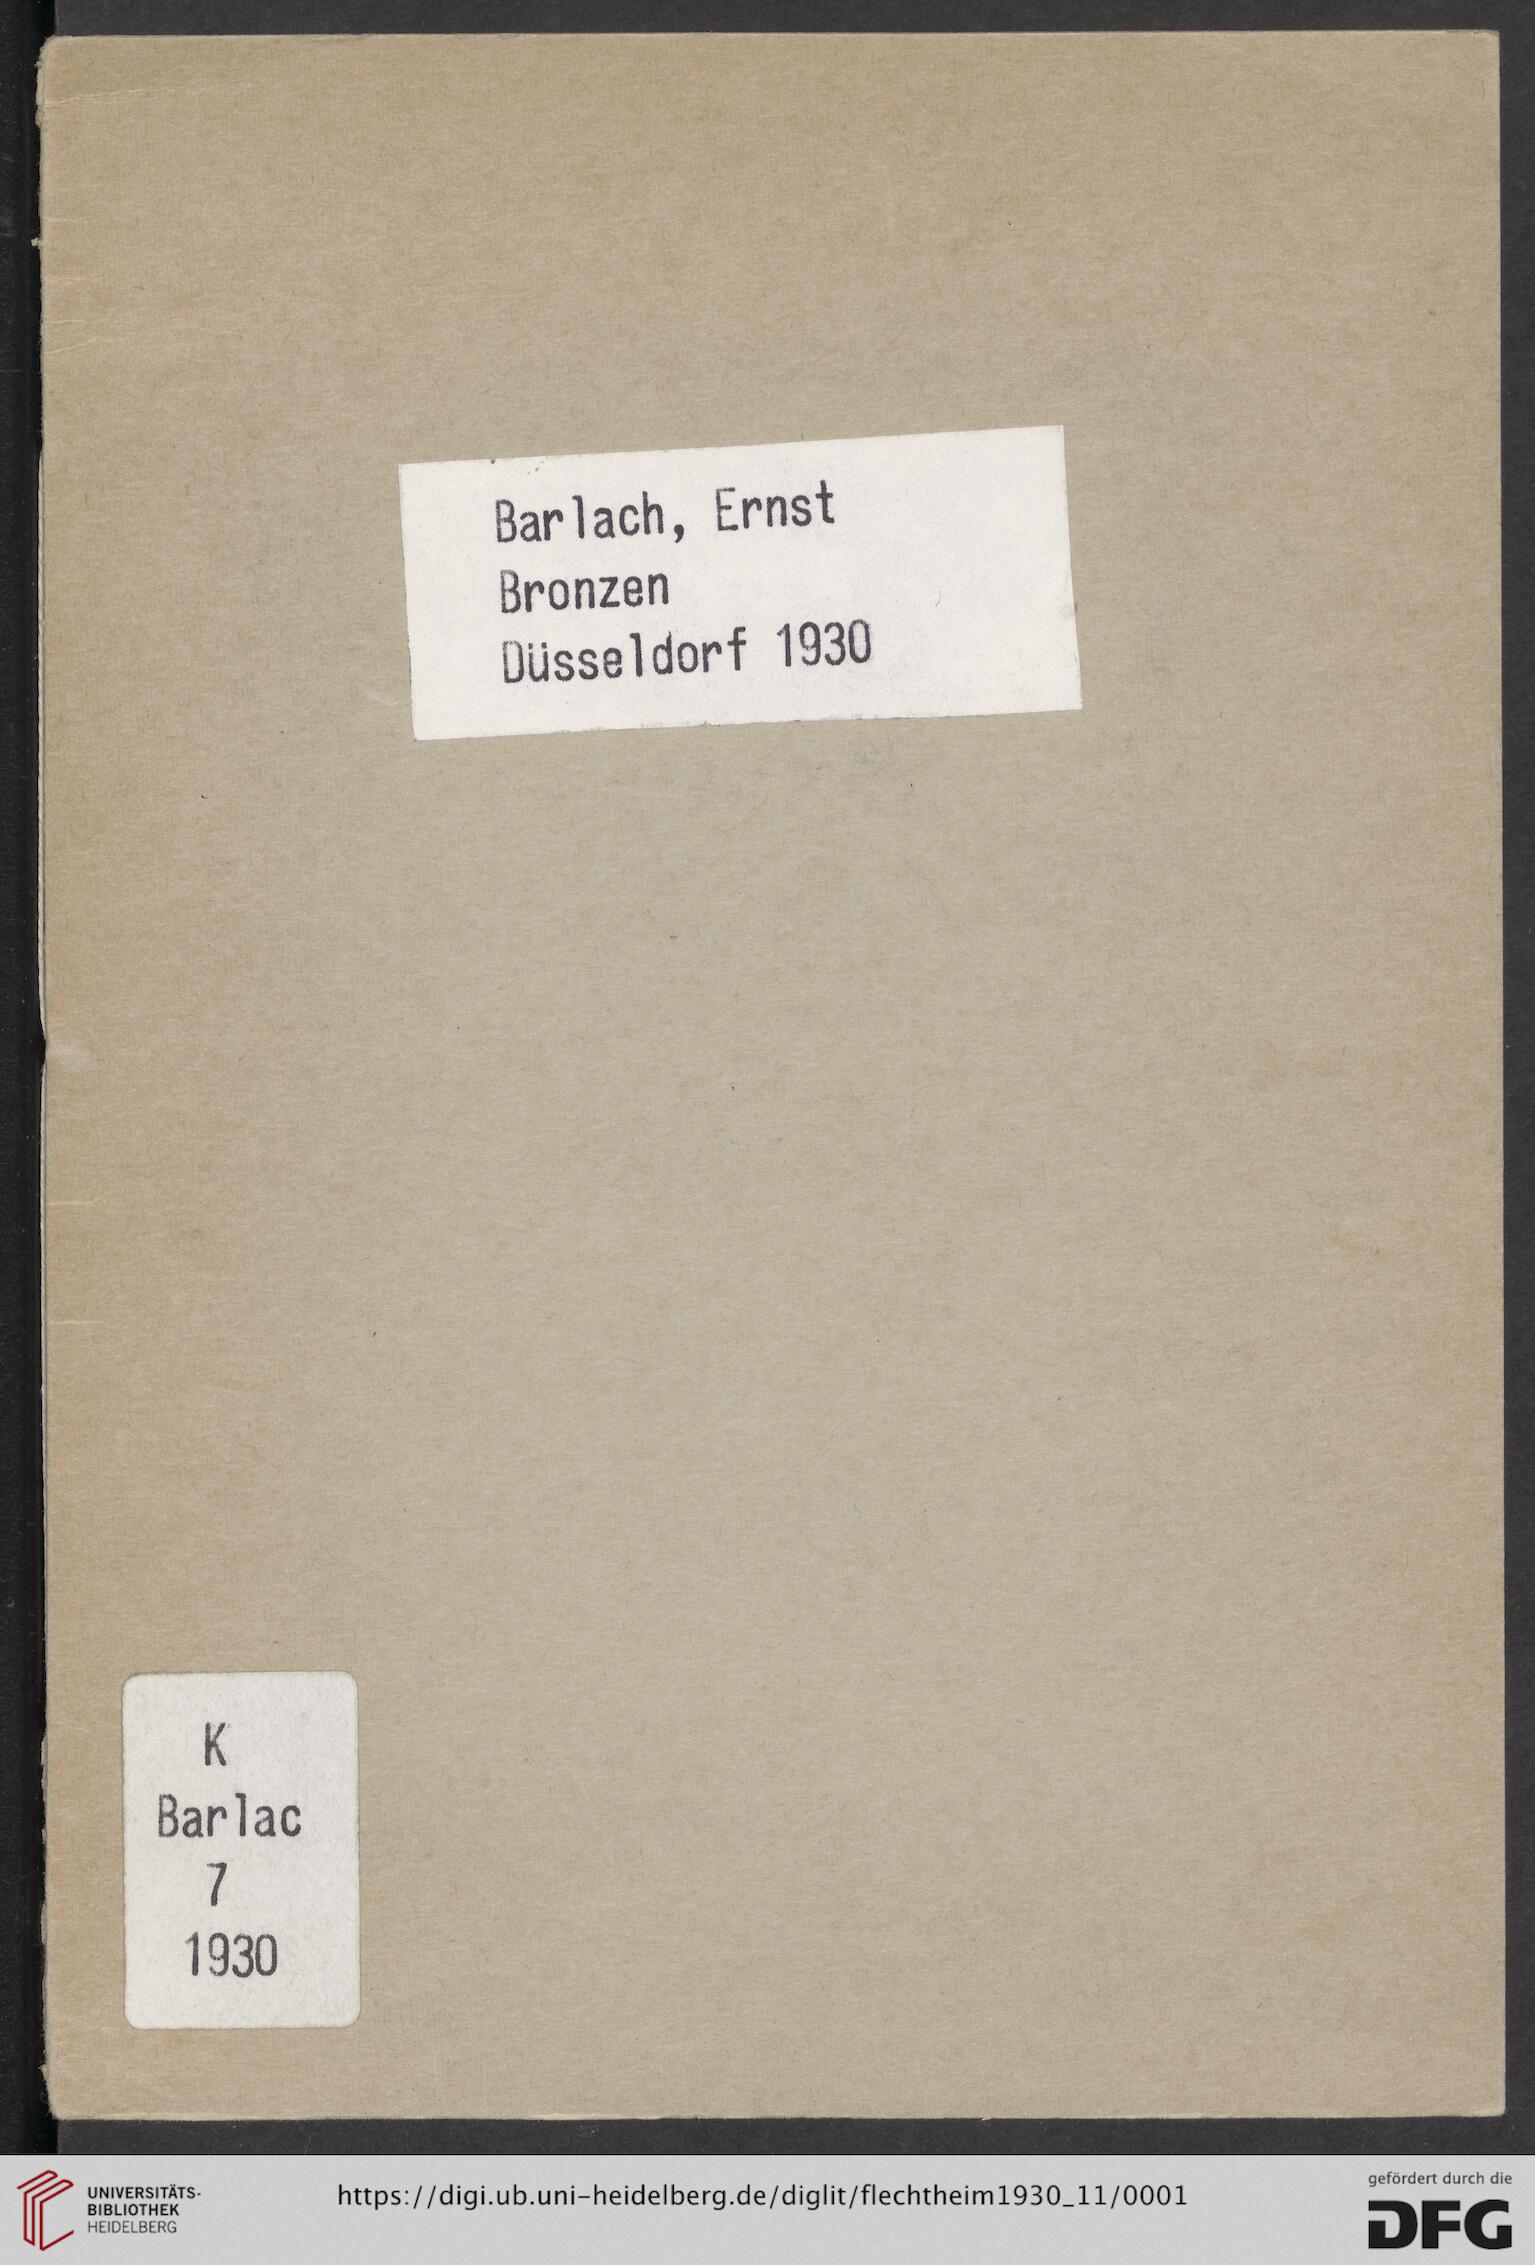 Barlach, Ernst
Bronzen
Düsseldorf 1930
K
Barlac
7
1930
UNIVERSITÄTS-
BIBLIOTHEK
HEIDELBERG
https://digi.ub.uni-heidelberg.de/diglit/flechtheim1930_11/0001
gefördert durch die
DFG